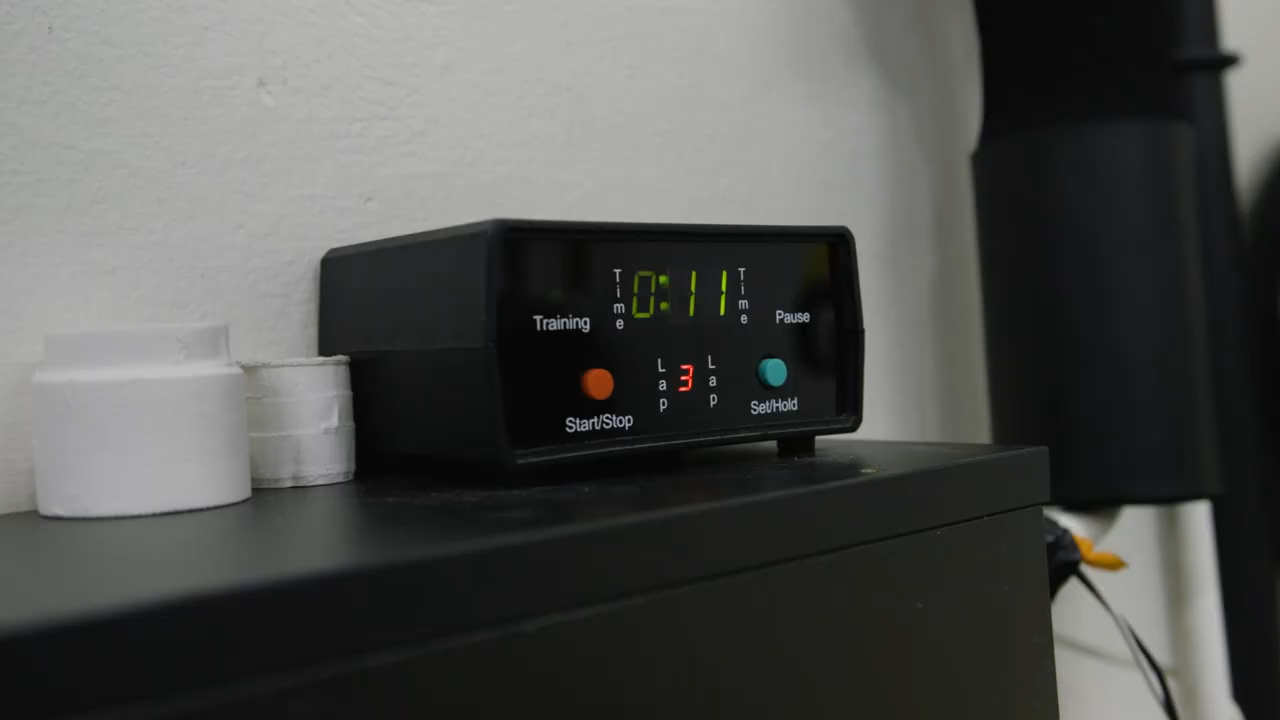 Time 0:11 Time
Training
Pause
Lap 3 Lap
Start/Stop
Set/Hold